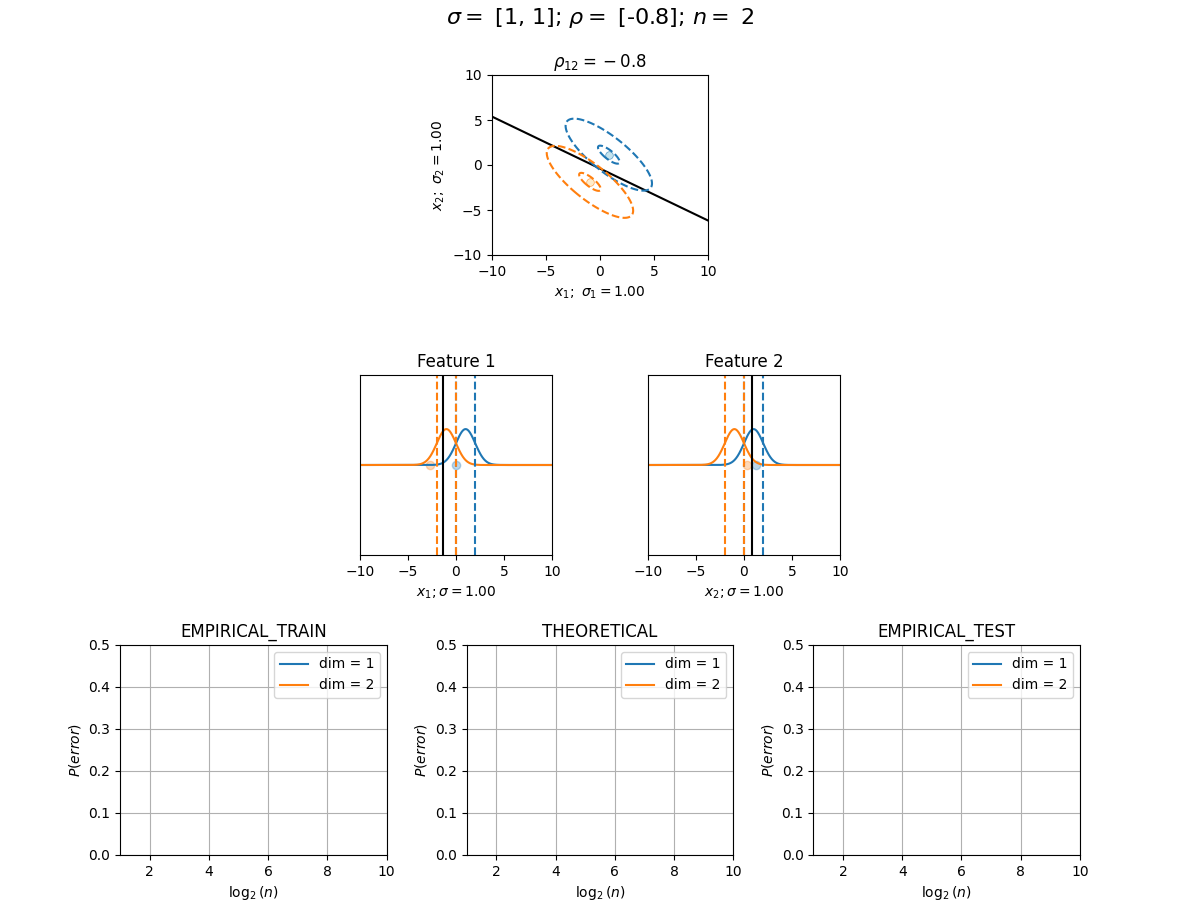 σ = [1, 1]; ρ = [-0.8]; n = 2
ρ₁₂ = −0.8
10
5
0
−5
−10
x₂; σ₂ = 1.00
−10 −5 0 5 10
x₁; σ₁ = 1.00
Feature 1 Feature 2
−10 −5 0 5 10 −10 −5 0 5 10
x₁; σ = 1.00 x₂; σ = 1.00
EMPIRICAL_TRAIN THEORETICAL EMPIRICAL_TEST
0.5 0.5 0.5
dim = 1 dim = 1 dim = 1
dim = 2 dim = 2 dim = 2
0.4 0.4 0.4
0.3 0.3 0.3
P(error) P(error) P(error)
0.2 0.2 0.2
0.1 0.1 0.1
0.0 0.0 0.0
2 4 6 8 10 2 4 6 8 10 2 4 6 8 10
log₂(n) log₂(n) log₂(n)